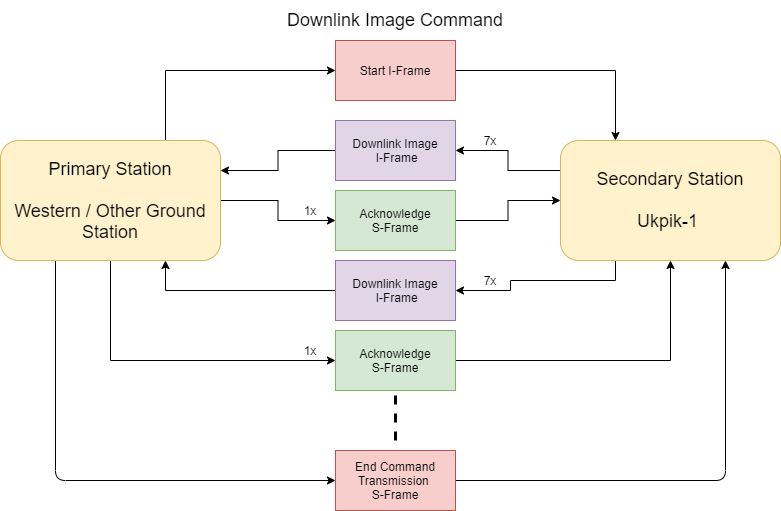 Downlink Image Command
Start I-Frame
Primary Station
Western / Other Ground
Station
Downlink Image
I-Frame
7x
Secondary Station
Ukpik-1
1x
Acknowledge
S-Frame
Downlink Image
I-Frame
7x
1x
Acknowledge
S-Frame
End Command
Transmission
S-Frame